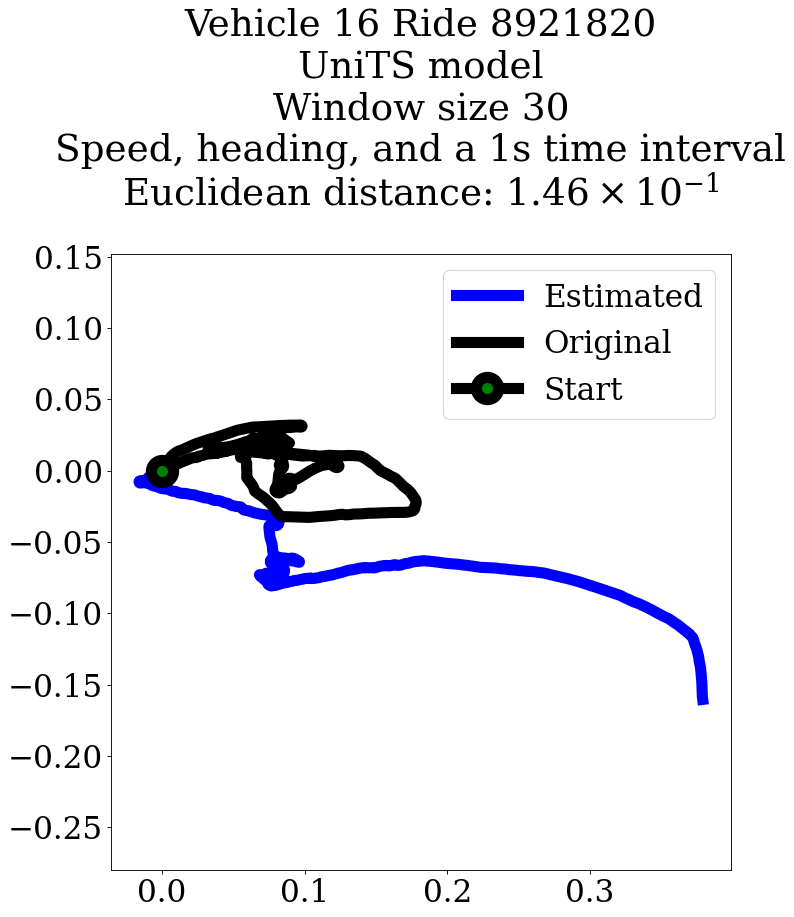 Vehicle 16 Ride 8921820
UniTS model
Window size 30
Speed, heading, and a 1s time interval
Euclidean distance: 1.46 × 10⁻¹
0.15
0.10
0.05
0.00
−0.05
−0.10
−0.15
−0.20
−0.25
Estimated
Original
Start
0.0 0.1 0.2 0.3